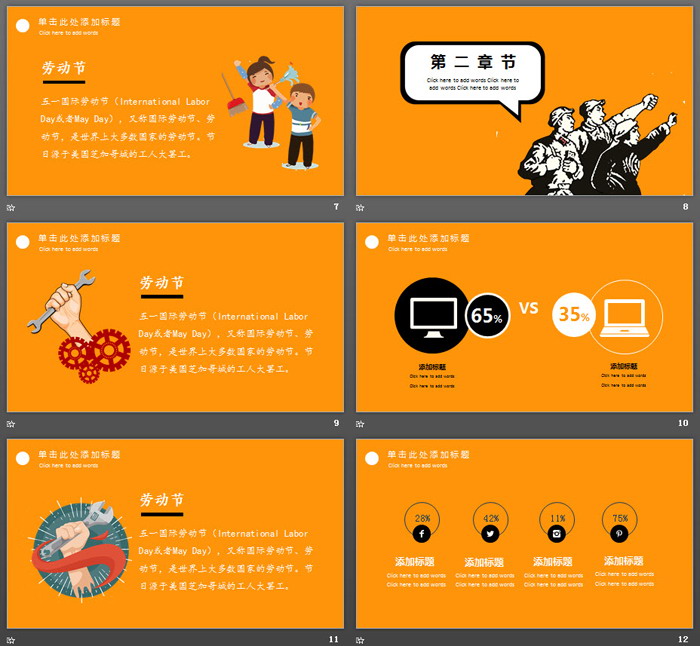 单击此处添加标题
Click here to add words
劳动节
五一国际劳动节（International Labor
Day或者May Day），又称国际劳动节、劳
动节，是世界上大多数国家的劳动节。节
日源于美国芝加哥城的工人大罢工。
7
第二章节
Click here to add words Click here to
add words Click here to add words
8
单击此处添加标题
Click here to add words
劳动节
五一国际劳动节（International Labor
Day或者May Day），又称国际劳动节、劳
动节，是世界上大多数国家的劳动节。节
日源于美国芝加哥城的工人大罢工。
9
单击此处添加标题
Click here to add words
65% VS 35%
添加标题 添加标题
Click here to add words Click here to add words
Click here to add words Click here to add words
10
单击此处添加标题
Click here to add words
劳动节
五一国际劳动节（International Labor
Day或者May Day），又称国际劳动节、劳
动节，是世界上大多数国家的劳动节。节
日源于美国芝加哥城的工人大罢工。
11
单击此处添加标题
Click here to add words
28% 42% 11% 75%
添加标题 添加标题 添加标题 添加标题
Click here to add words Click here to add words Click here to add words Click here to add words
Click here to add words Click here to add words Click here to add words Click here to add words
12